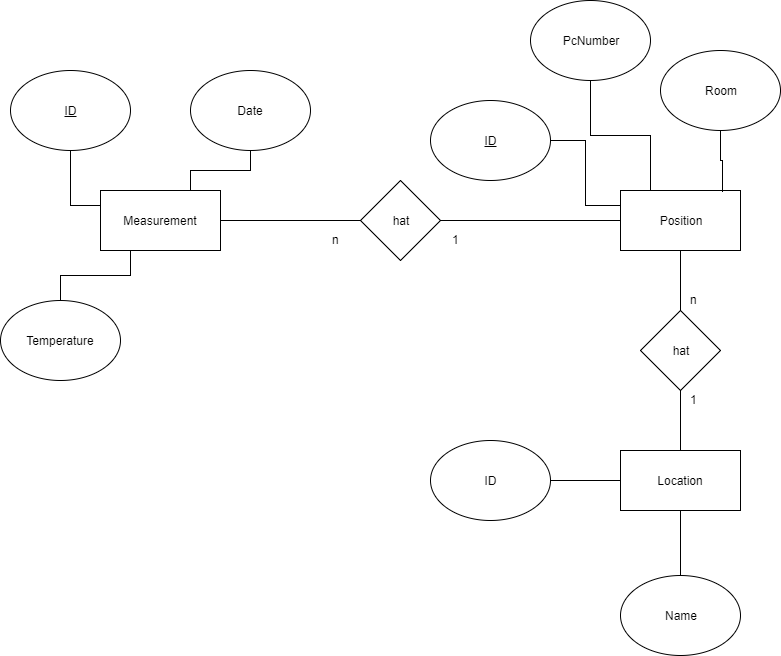 PcNumber
Room
ID
Date
ID
Measurement
hat
Position
n
1
n
Temperature
hat
1
ID
Location
Name